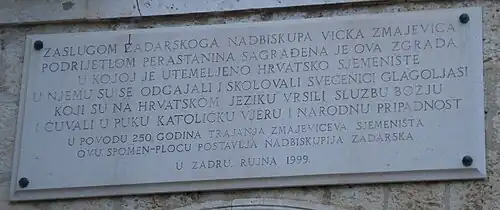 ZASLUGOM ZADARSKOGA NADBISKUPA VICKA ZMAJEVIĆA
PODRIJETLOM PERAŠTANINA SAGRAĐENA JE OVA ZGRADA
U KOJOJ JE UTEMELJENO HRVATSKO SJEMENIŠTE
U NJEMU SU SE ODGAJALI I ŠKOLOVALI SVEĆENICI GLAGOLJAŠI
KOJI SU NA HRVATSKOM JEZIKU VRŠILI SLUŽBU BOŽJU
I ČUVALI U PUKU KATOLIČKU VJERU I NARODNU PRIPADNOST
U POVODU 250. GODINA TRAJANJA ZMAJEVIĆEVA SJEMENIŠTA
OVU SPOMEN-PLOČU POSTAVLJA NADBISKUPIJA ZADARSKA
U ZADRU, RUJNA 1999.